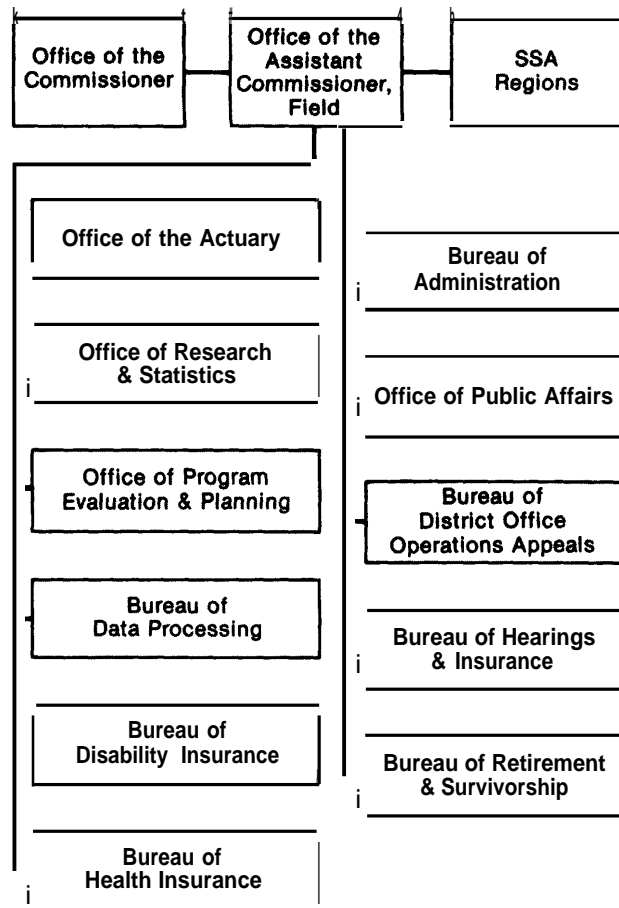 Office of the
Commissioner
Office of the
Assistant
Commissioner,
Field
SSA
Regions
Office of the Actuary
Office of Research
& Statistics
Office of Program
Evaluation & Planning
Bureau of
Data Processing
Bureau of
Disability Insurance
Bureau of
Health Insurance
Bureau of
Administration
Office of Public Affairs
Bureau of
District Office
Operations Appeals
Bureau of Hearings
& Insurance
Bureau of Retirement
& Survivorship